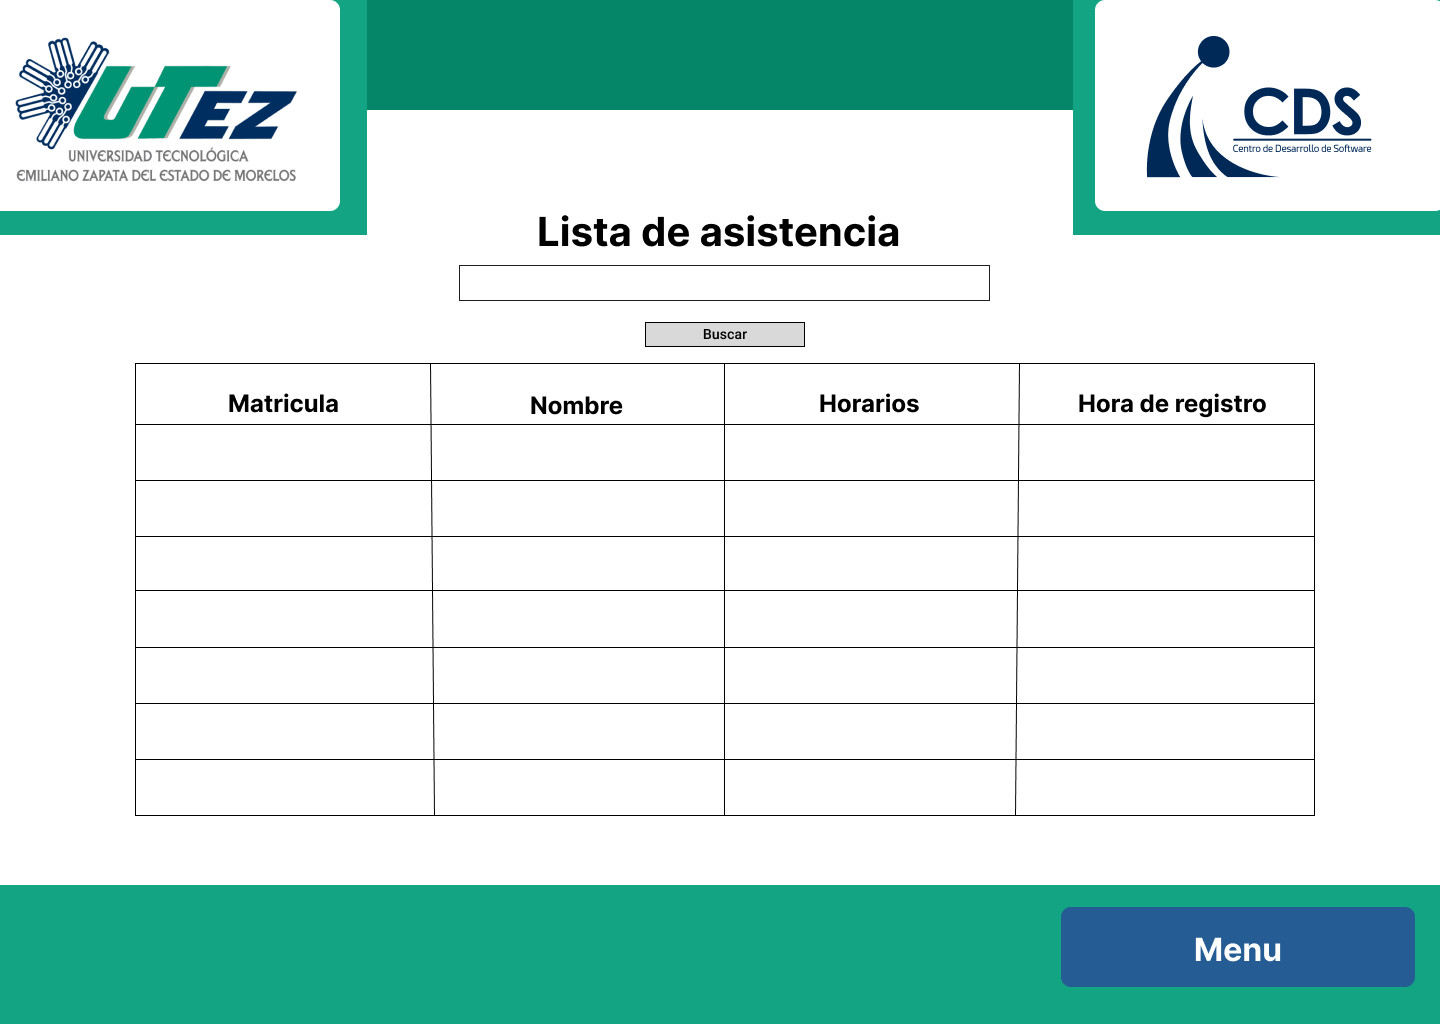 UTEZ
UNIVERSIDAD TECNOLÓGICA
EMILIANO ZAPATA DEL ESTADO DE MORELOS
CDS
Centro de Desarrollo de Software
Lista de asistencia
Buscar
Matricula Nombre Horarios Hora de registro
Menu